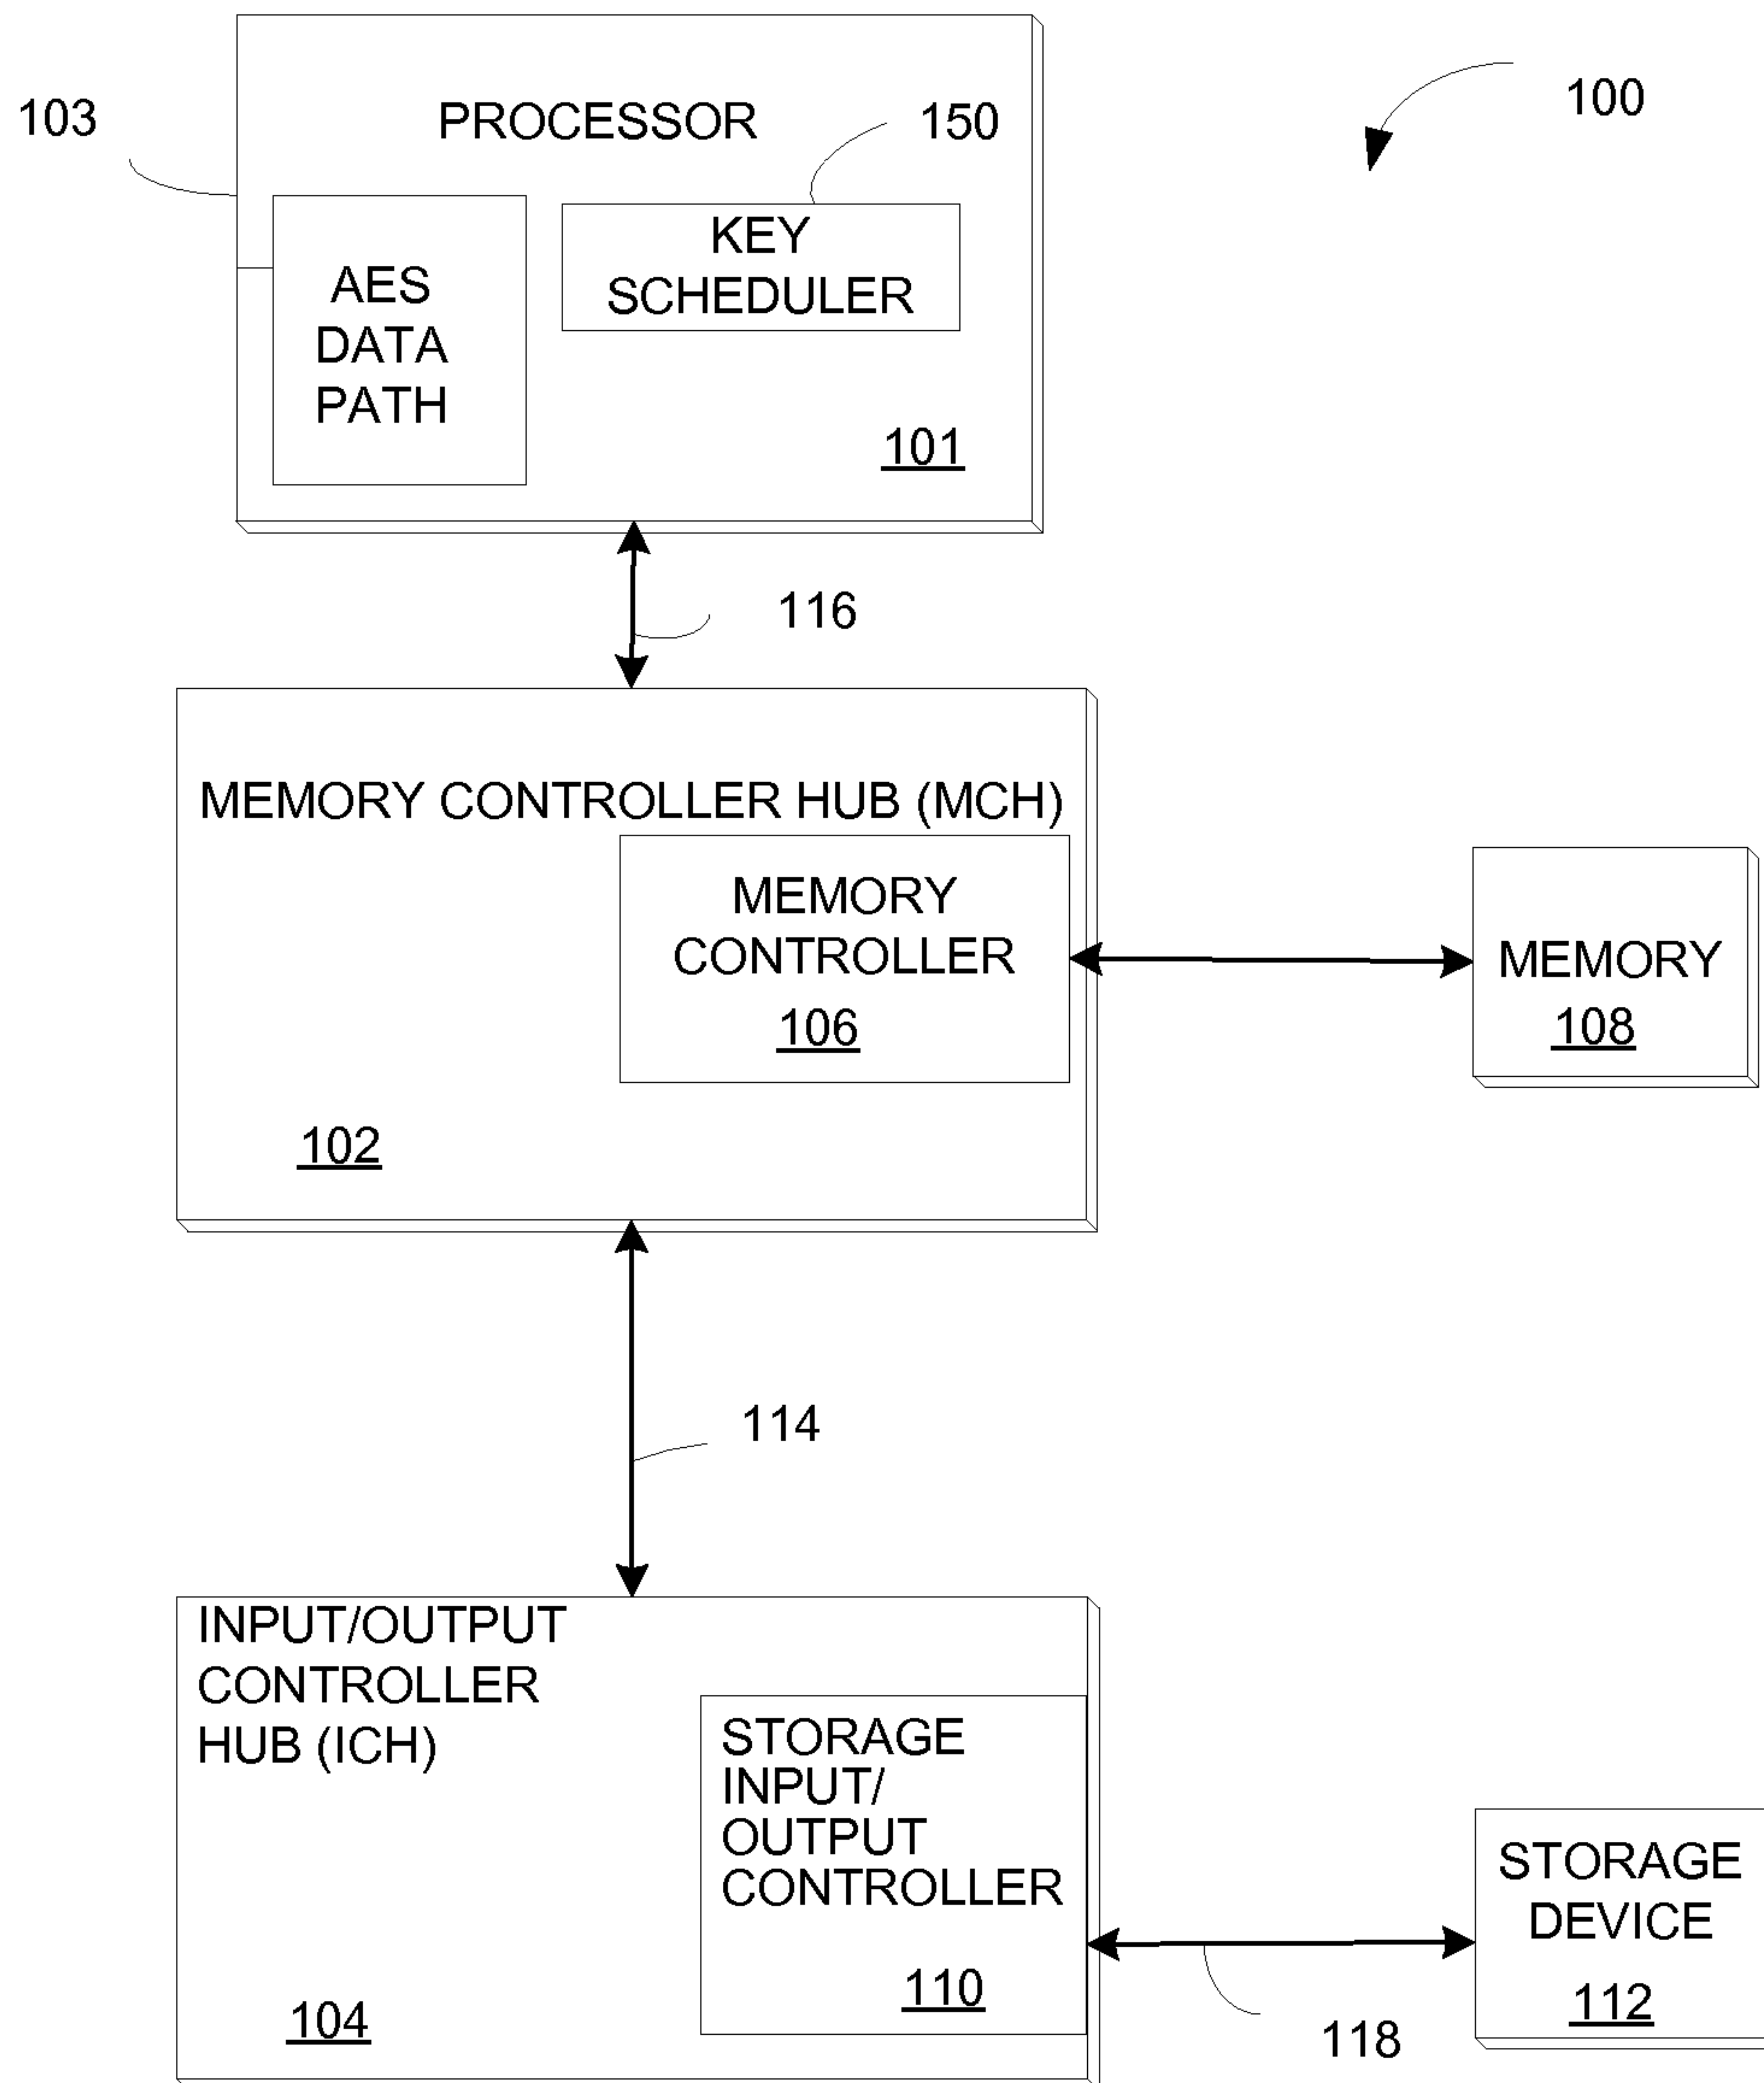 100
103
PROCESSOR
150
KEY
SCHEDULER
AES
DATA
PATH
101
116
MEMORY CONTROLLER HUB (MCH)
MEMORY
CONTROLLER
106
102
MEMORY
108
114
INPUT/OUTPUT
CONTROLLER
HUB (ICH)
STORAGE
INPUT/
OUTPUT
CONTROLLER
110
104
118
STORAGE
DEVICE
112